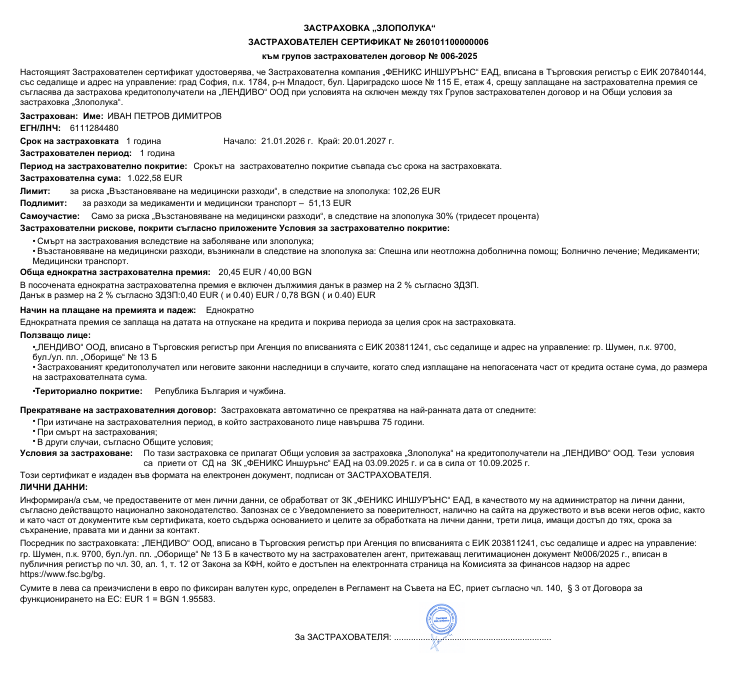 ЗАСТРАХОВКА „ЗЛОПОЛУКА“
ЗАСТРАХОВАТЕЛЕН СЕРТИФИКАТ № 260101100000006
към групов застрахователен договор № 006-2025
Настоящият Застрахователен сертификат удостоверява, че Застрахователна компания „ФЕНИКС ИНШУРЪНС“ ЕАД, вписана в Търговския регистър с ЕИК 207840144,
със седалище и адрес на управление: град София, п.к. 1784, р-н Младост, бул. Цариградско шосе № 115 Е, етаж 4, срещу заплащане на застрахователна премия се
съгласява да застрахова кредитополучатели на „ЛЕНДИВО“ ООД при условията на сключен между тях Групов застрахователен договор и на Общи условия за
застраховка „Злополука“.
Застрахован: Име: ИВАН ПЕТРОВ ДИМИТРОВ
ЕГН/ЛНЧ: 6111284480
Срок на застраховката 1 година Начало: 21.01.2026 г. Край: 20.01.2027 г.
Застрахователен период: 1 година
Период на застрахователно покритие: Срокът на застрахователно покритие съвпада със срока на застраховката.
Застрахователна сума: 1.022,58 EUR
Лимит: за риска „Възстановяване на медицински разходи“, в следствие на злополука: 102,26 EUR
Подлимит: за разходи за медикаменти и медицински транспорт – 51,13 EUR
Самоучастие: Само за риска „Възстановяване на медицински разходи“, в следствие на злополука 30% (тридесет процента)
Застрахователни рискове, покрити съгласно приложените Условия за застрахователно покритие:
• Смърт на застрахования вследствие на заболяване или злополука;
• Възстановяване на медицински разходи, възникнали в следствие на злополука за: Спешна или неотложна доболнична помощ; Болнично лечение; Медикаменти;
Медицински транспорт.
Обща еднократна застрахователна премия: 20,45 EUR / 40,00 BGN
В посочената еднократна застрахователна премия е включен дължимия данък в размер на 2 % съгласно ЗДЗП.
Данък в размер на 2 % съгласно ЗДЗП:0,40 EUR ( и 0.40) EUR / 0,78 BGN ( и 0.40) EUR
Начин на плащане на премията и падеж: Еднократно
Еднократната премия се заплаща на датата на отпускане на кредита и покрива периода за целия срок на застраховката.
Ползващо лице:
•„ЛЕНДИВО“ ООД, вписано в Търговския регистър при Агенция по вписванията с ЕИК 203811241, със седалище и адрес на управление: гр. Шумен, п.к. 9700,
бул./ул. пл. „Оборище“ № 13 Б
• Застрахованият кредитополучател или неговите законни наследници в случаите, когато след изплащане на непогасената част от кредита остане сума, до размера
на застрахователната сума.
•Териториално покритие: Република България и чужбина.
Прекратяване на застрахователния договор: Застраховката автоматично се прекратява на най-ранната дата от следните:
• При изтичане на застрахователния период, в който застрахованото лице навършва 75 години.
• При смърт на застрахования;
• В други случаи, съгласно Общите условия;
Условия за застраховане: По тази застраховка се прилагат Общи условия за застраховка „Злополука“ на кредитополучатели на „ЛЕНДИВО“ ООД. Тези условия
са приети от СД на ЗК „ФЕНИКС Иншурънс“ ЕАД на 03.09.2025 г. и са в сила от 10.09.2025 г.
Този сертификат е издаден във формата на електронен документ, подписан от ЗАСТРАХОВАТЕЛЯ.
ЛИЧНИ ДАННИ:
Информиран/а съм, че предоставените от мен лични данни, се обработват от ЗК „ФЕНИКС ИНШУРЪНС“ ЕАД, в качеството му на администратор на лични данни,
съгласно действащото национално законодателство. Запознах се с Уведомлението за поверителност, налично на сайта на дружеството и във всеки негов офис, както
и като част от документите към сертификата, което съдържа основанието и целите за обработката на лични данни, трети лица, имащи достъп до тях, срока за
съхранение, правата ми и данни за контакт.
Посредник по застраховката: „ЛЕНДИВО“ ООД, вписано в Търговския регистър при Агенция по вписванията с ЕИК 203811241, със седалище и адрес на управление:
гр. Шумен, п.к. 9700, бул./ул. пл. „Оборище“ № 13 Б в качеството му на застрахователен агент, притежаващ легитимационен документ №006/2025 г., вписан в
публичния регистър по чл. 30, ал. 1, т. 12 от Закона за КФН, който е достъпен на електронната страница на Комисията за финансов надзор на адрес
https://www.fsc.bg/bg.
Сумите в лева са преизчислени в евро по фиксиран валутен курс, определен в Регламент на Съвета на ЕС, приет съгласно чл. 140, § 3 от Договора за
функционирането на ЕС: EUR 1 = BGN 1.95583.
За ЗАСТРАХОВАТЕЛЯ: ................................................................